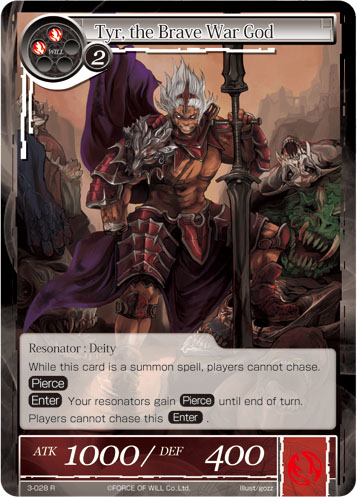 Tyr, the Brave War God
WILL
2
Resonator : Deity
While this card is a summon spell, players cannot chase.
Pierce
Enter Your resonators gain Pierce until end of turn.
Players cannot chase this Enter .
ATK 1000 / DEF 400
3-028 R ©FORCE OF WILL Co.,Ltd. Illust/gozz